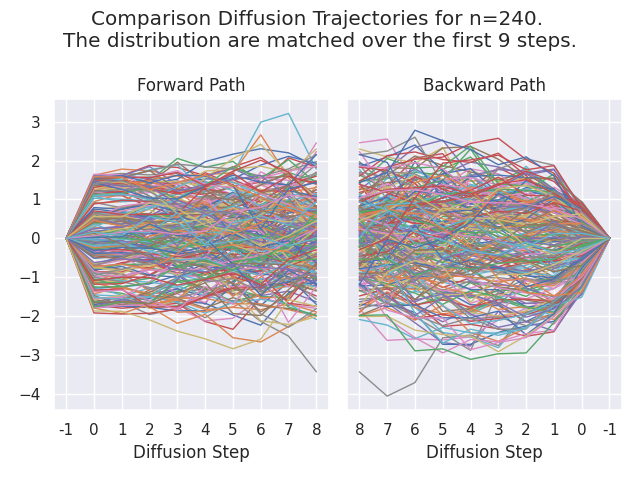 Comparison Diffusion Trajectories for n=240.
The distribution are matched over the first 9 steps.
Forward Path
Backward Path
3
2
1
0
−1
−2
−3
−4
-1 0 1 2 3 4 5 6 7 8
8 7 6 5 4 3 2 1 0 -1
Diffusion Step
Diffusion Step